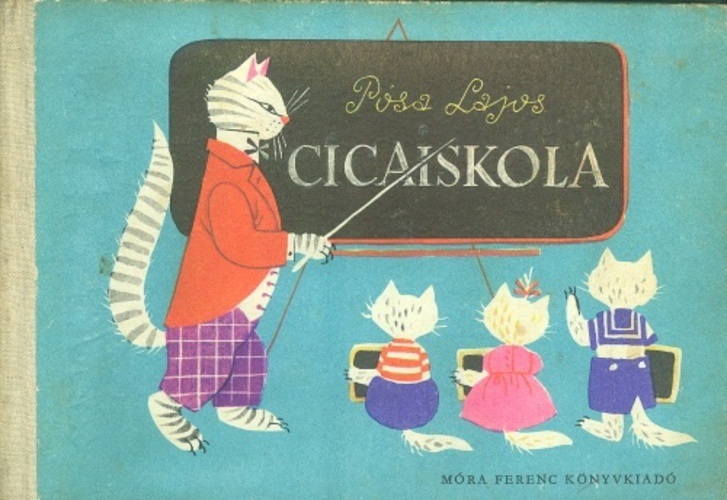 Pósa Lajos
CICAISKOLA
MÓRA FERENC KÖNYVKIADÓ